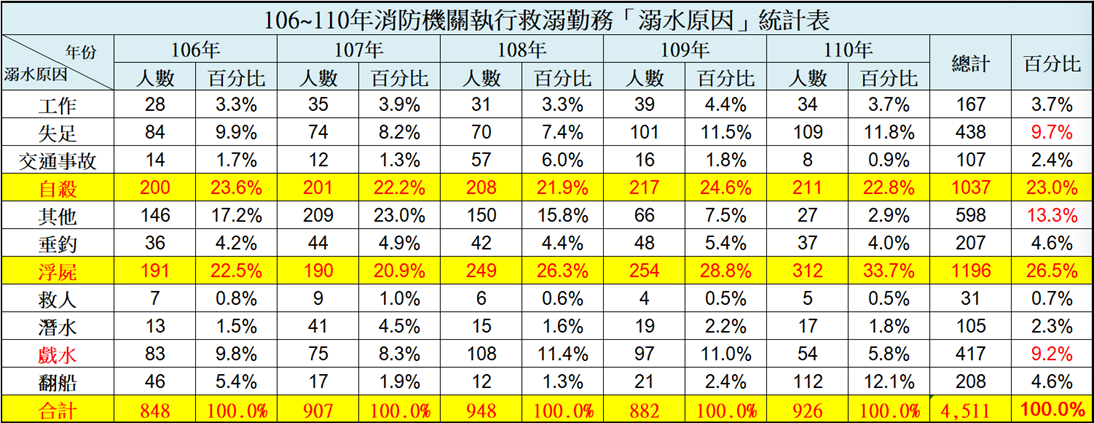 106~110年消防機關執行救溺勤務「溺水原因」統計表
年份 106年 107年 108年 109年 110年 總計 百分比
溺水原因 人數 百分比 人數 百分比 人數 百分比 人數 百分比 人數 百分比
工作 28 3.3% 35 3.9% 31 3.3% 39 4.4% 34 3.7% 167 3.7%
失足 84 9.9% 74 8.2% 70 7.4% 101 11.5% 109 11.8% 438 9.7%
交通事故 14 1.7% 12 1.3% 57 6.0% 16 1.8% 8 0.9% 107 2.4%
自殺 200 23.6% 201 22.2% 208 21.9% 217 24.6% 211 22.8% 1037 23.0%
其他 146 17.2% 209 23.0% 150 15.8% 66 7.5% 27 2.9% 598 13.3%
垂釣 36 4.2% 44 4.9% 42 4.4% 48 5.4% 37 4.0% 207 4.6%
浮屍 191 22.5% 190 20.9% 249 26.3% 254 28.8% 312 33.7% 1196 26.5%
救人 7 0.8% 9 1.0% 6 0.6% 4 0.5% 5 0.5% 31 0.7%
潛水 13 1.5% 41 4.5% 15 1.6% 19 2.2% 17 1.8% 105 2.3%
戲水 83 9.8% 75 8.3% 108 11.4% 97 11.0% 54 5.8% 417 9.2%
翻船 46 5.4% 17 1.9% 12 1.3% 21 2.4% 112 12.1% 208 4.6%
合計 848 100.0% 907 100.0% 948 100.0% 882 100.0% 926 100.0% 4,511 100.0%